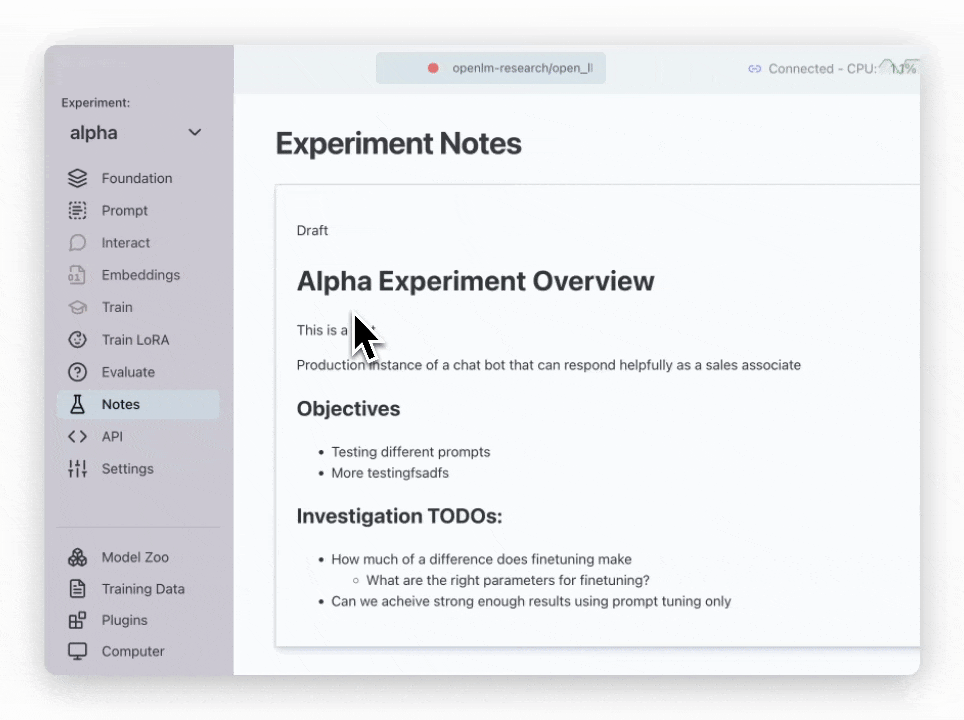 Experiment:
alpha
Foundation
Prompt
Interact
Embeddings
Train
Train LoRA
Evaluate
Notes
API
Settings
Model Zoo
Training Data
Plugins
Computer
openlm-research/open_ll
Connected - CPU: 1.1%
Experiment Notes
Draft
Alpha Experiment Overview
This is a
Production instance of a chat bot that can respond helpfully as a sales associate
Objectives
Testing different prompts
More testingfsadfs
Investigation TODOs:
How much of a difference does finetuning make
What are the right parameters for finetuning?
Can we acheive strong enough results using prompt tuning only